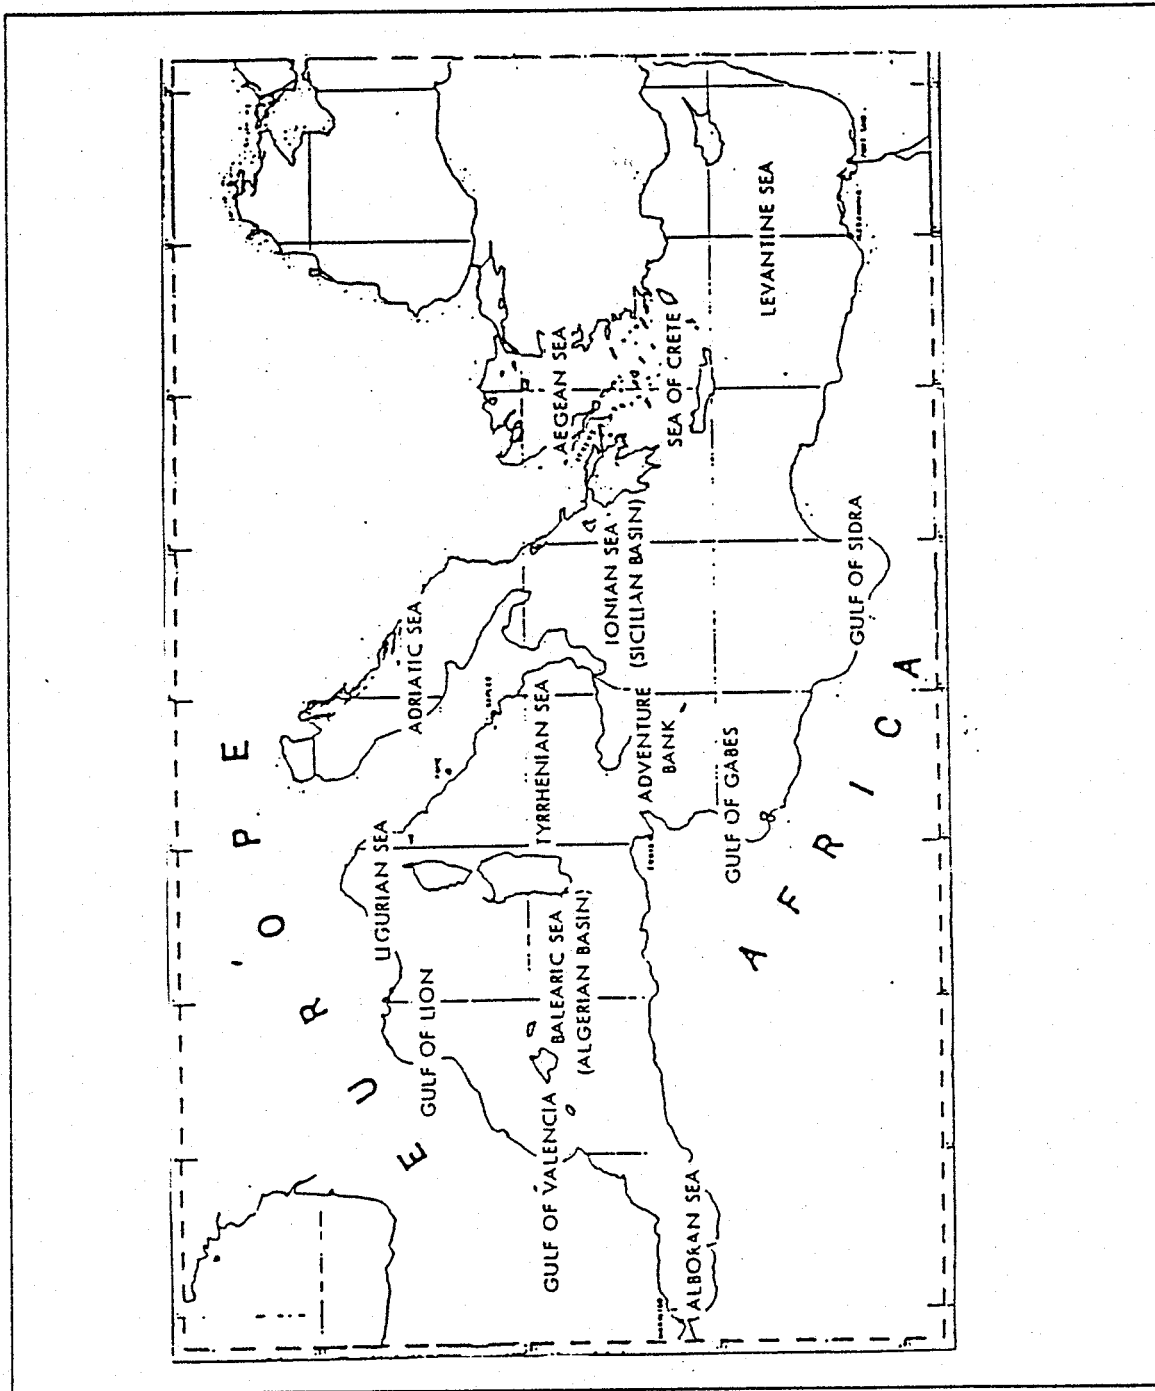 EUROPE
LIGURIAN SEA
ADRIATIC SEA
GULF OF LION
GULF OF VALENCIA
BALEARIC SEA
(ALGERIAN BASIN)
TYRRHENIAN SEA
IONIAN SEA
(SICILIAN BASIN)
AEGEAN SEA
SEA OF CRETE
ADVENTURE
BANK
ALBORAN SEA
GULF OF GABES
LEVANTINE SEA
GULF OF SIDRA
AFRICA